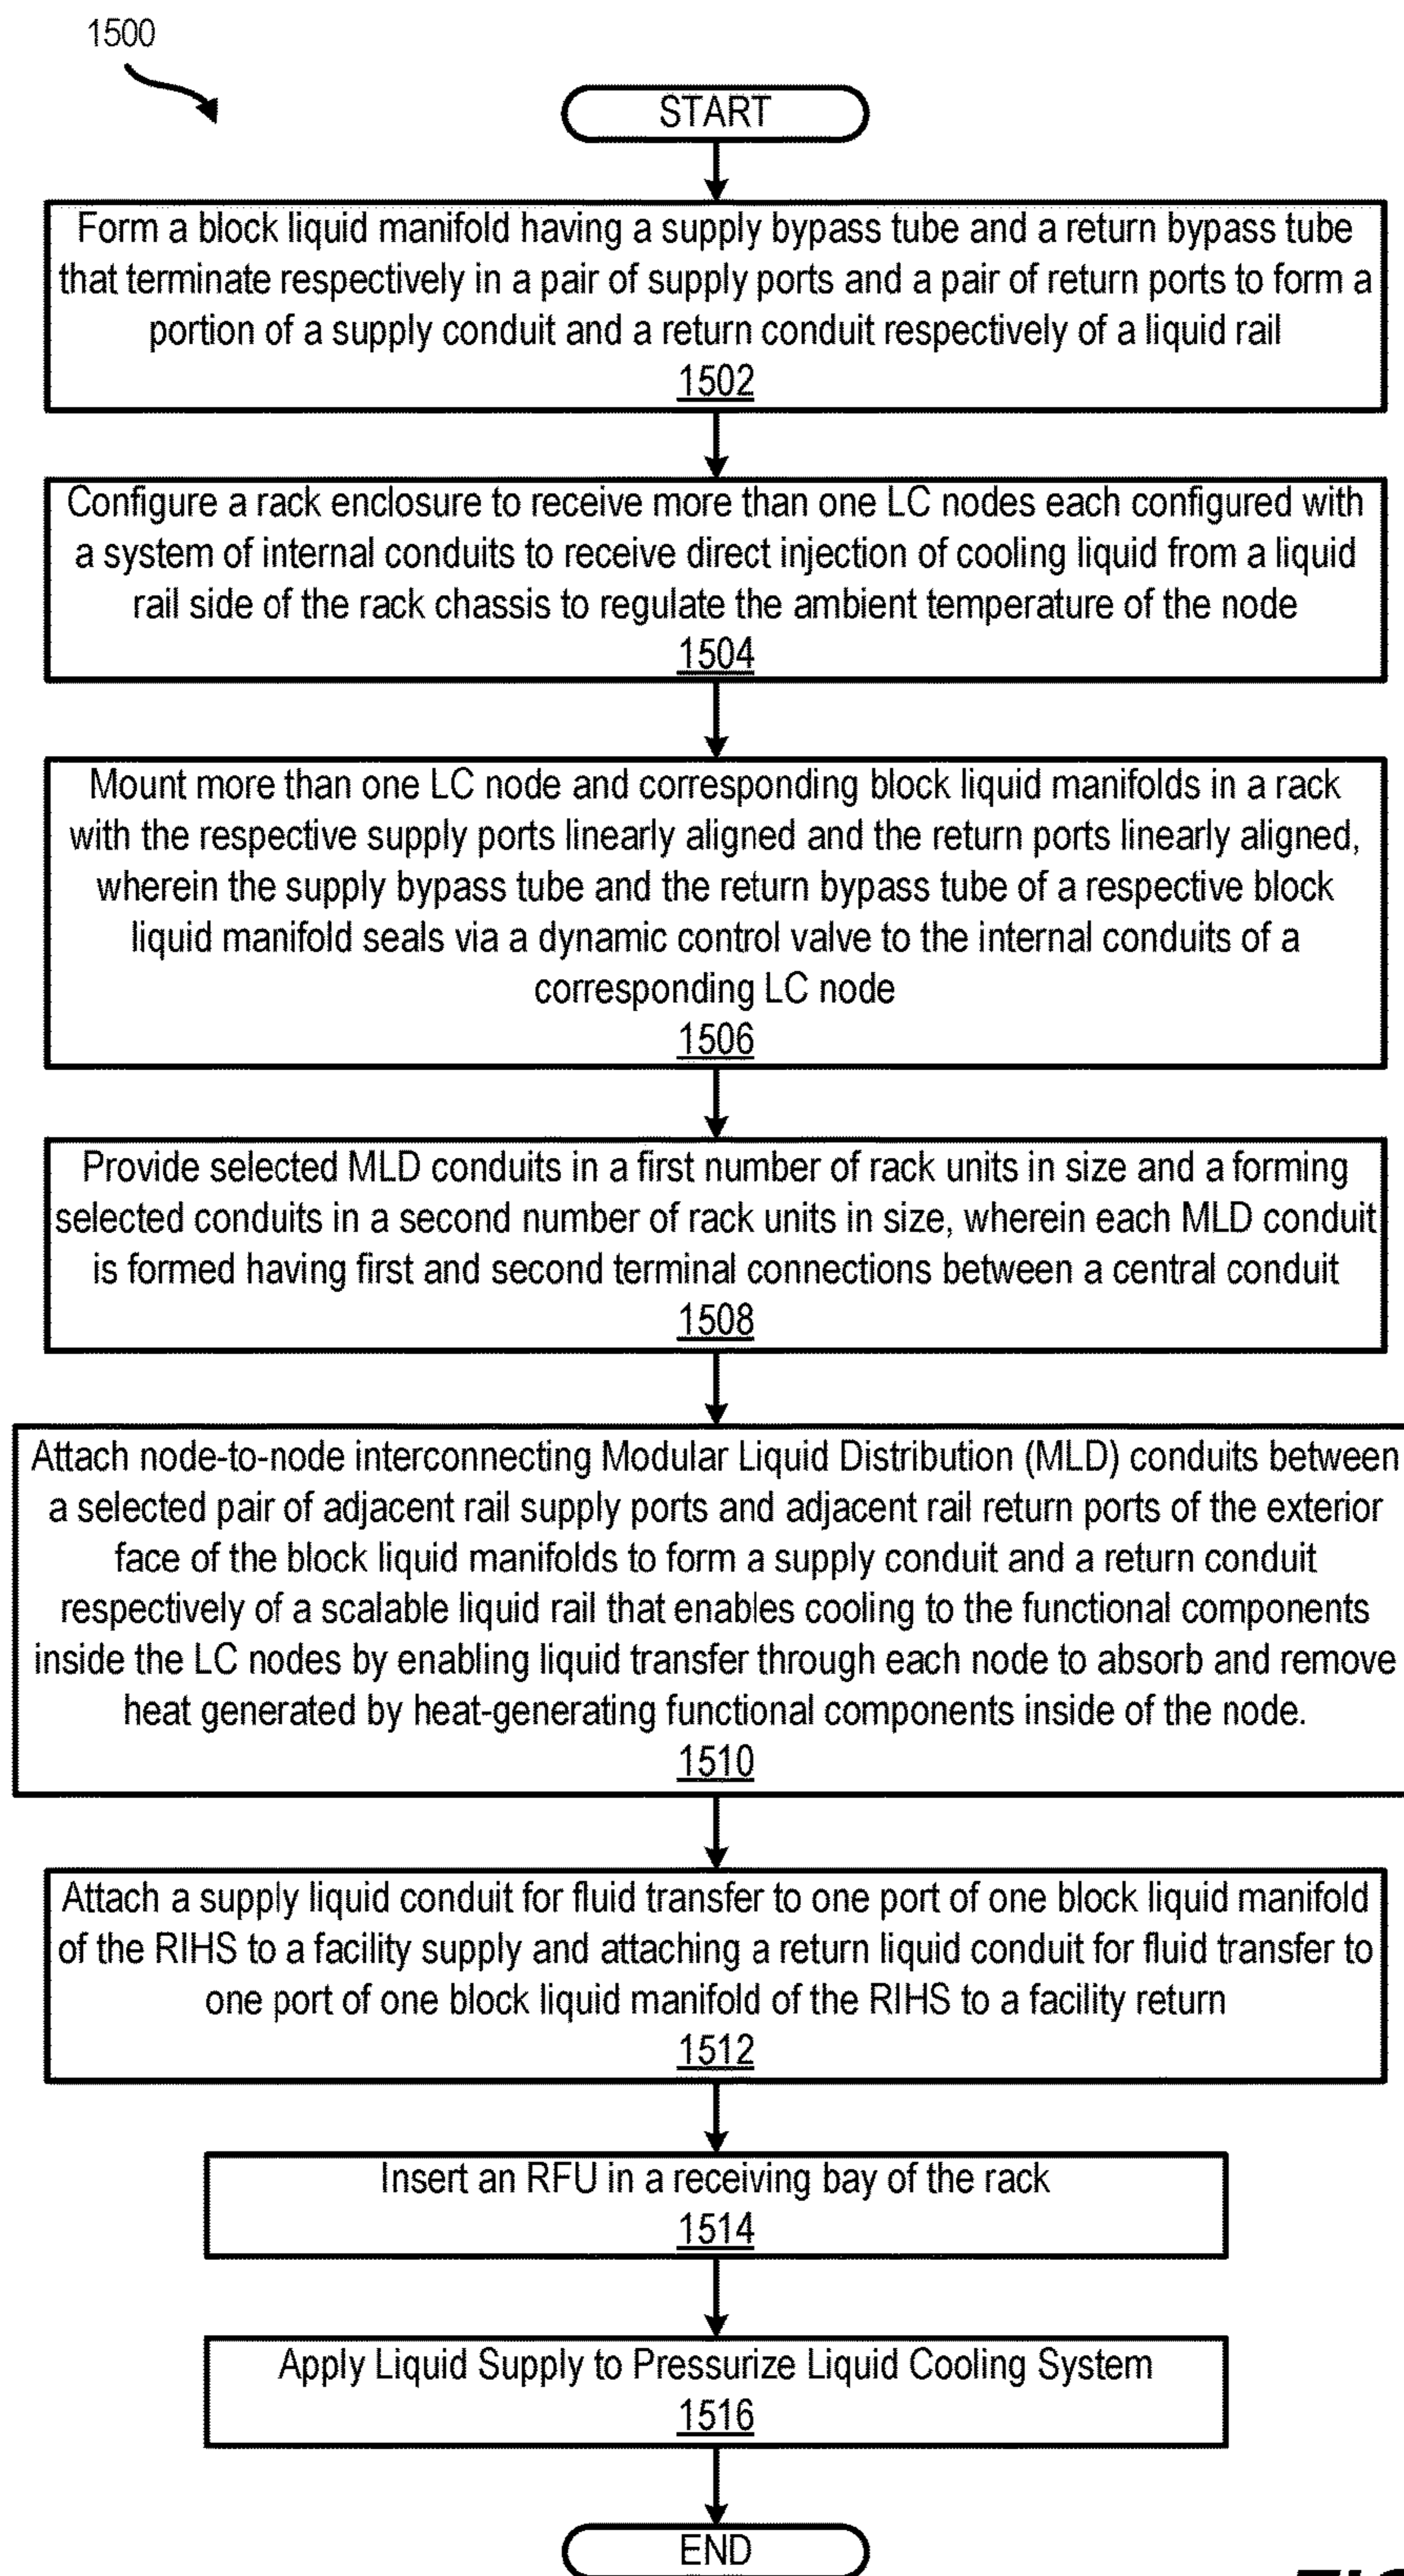 1500
START
Form a block liquid manifold having a supply bypass tube and a return bypass tube
that terminate respectively in a pair of supply ports and a pair of return ports to form a
portion of a supply conduit and a return conduit respectively of a liquid rail
1502
Configure a rack enclosure to receive more than one LC nodes each configured with
a system of internal conduits to receive direct injection of cooling liquid from a liquid
rail side of the rack chassis to regulate the ambient temperature of the node
1504
Mount more than one LC node and corresponding block liquid manifolds in a rack
with the respective supply ports linearly aligned and the return ports linearly aligned,
wherein the supply bypass tube and the return bypass tube of a respective block
liquid manifold seals via a dynamic control valve to the internal conduits of a
corresponding LC node
1506
Provide selected MLD conduits in a first number of rack units in size and a forming
selected conduits in a second number of rack units in size, wherein each MLD conduit
is formed having first and second terminal connections between a central conduit
1508
Attach node-to-node interconnecting Modular Liquid Distribution (MLD) conduits between
a selected pair of adjacent rail supply ports and adjacent rail return ports of the exterior
face of the block liquid manifolds to form a supply conduit and a return conduit
respectively of a scalable liquid rail that enables cooling to the functional components
inside the LC nodes by enabling liquid transfer through each node to absorb and remove
heat generated by heat-generating functional components inside of the node.
1510
Attach a supply liquid conduit for fluid transfer to one port of one block liquid manifold
of the RIHS to a facility supply and attaching a return liquid conduit for fluid transfer to
one port of one block liquid manifold of the RIHS to a facility return
1512
Insert an RFU in a receiving bay of the rack
1514
Apply Liquid Supply to Pressurize Liquid Cooling System
1516
END